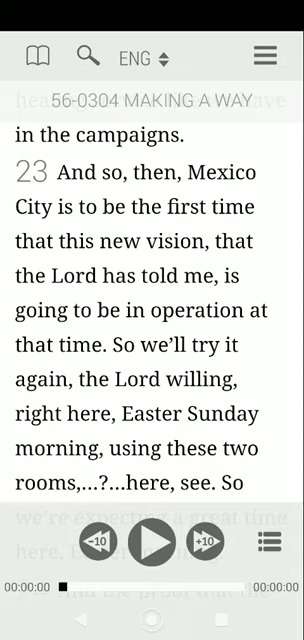 ENG
56-0304 MAKING A WAY
in the campaigns.
23 And so, then, Mexico
City is to be the first time
that this new vision, that
the Lord has told me, is
going to be in operation at
that time. So we'll try it
again, the Lord willing,
right here, Easter Sunday
morning, using these two
rooms,...?...here, see. So
we're expecting a great time
-10
+10
00:00:00
00:00:00